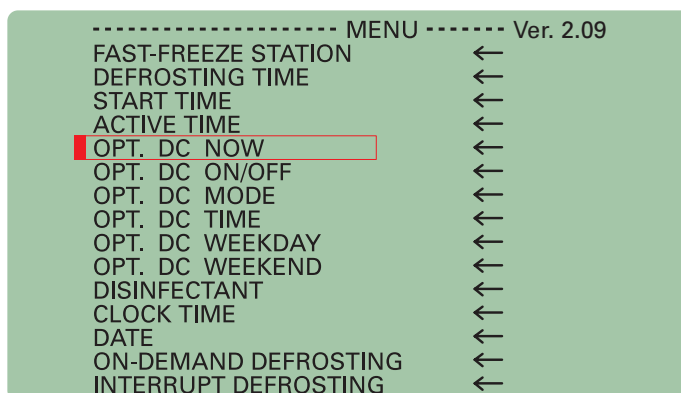 -------------------- MENU ------- Ver. 2.09
FAST-FREEZE STATION ←
DEFROSTING TIME ←
START TIME ←
ACTIVE TIME ←
OPT. DC NOW ←
OPT. DC ON/OFF ←
OPT. DC MODE ←
OPT. DC TIME ←
OPT. DC WEEKDAY ←
OPT. DC WEEKEND ←
DISINFECTANT ←
CLOCK TIME ←
DATE ←
ON-DEMAND DEFROSTING ←
INTERRUPT DEFROSTING ←